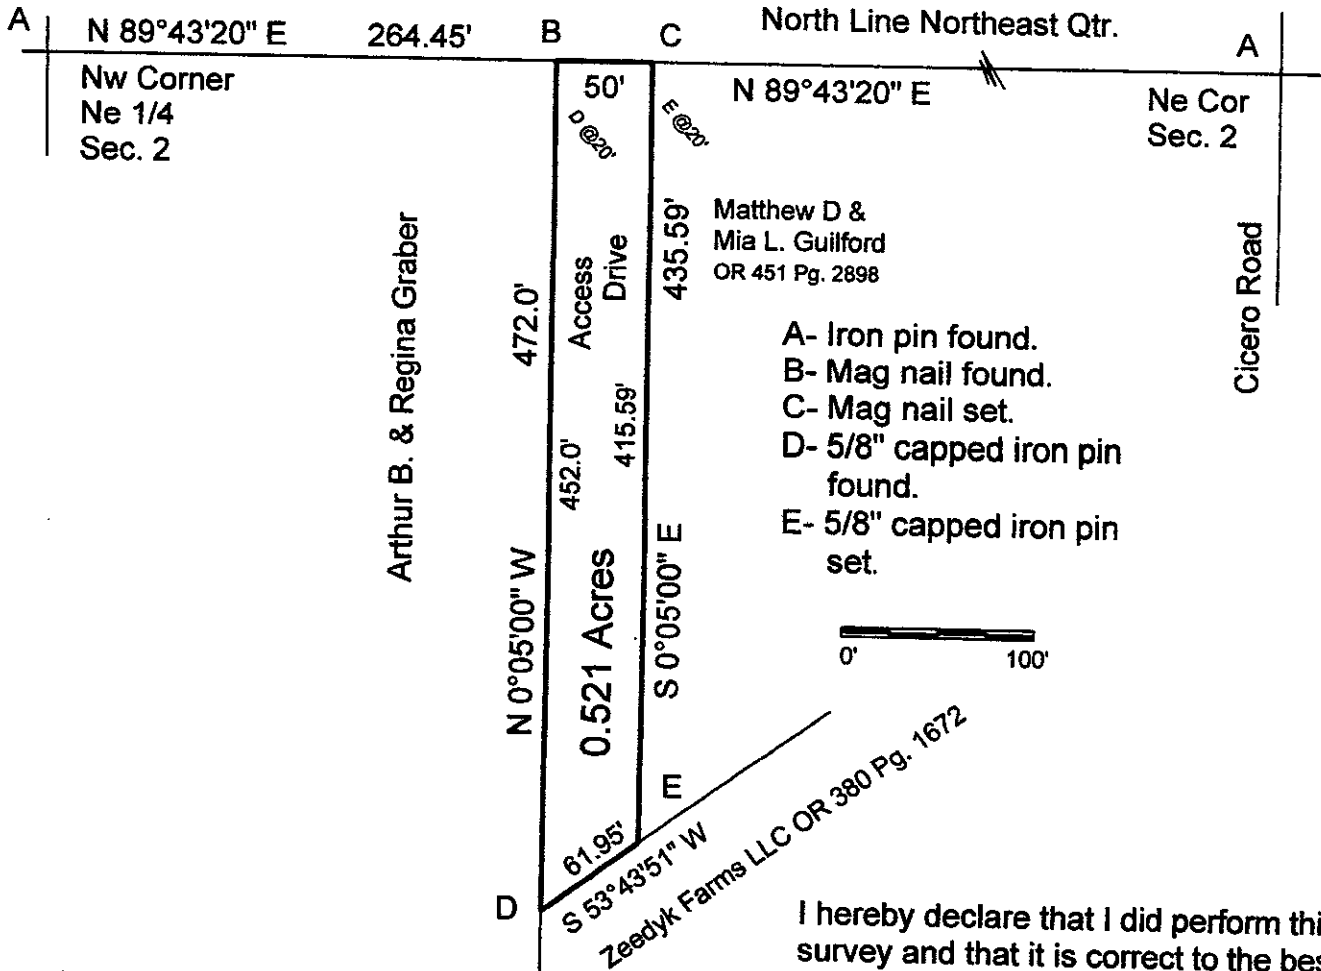 A
N 89°43'20" E
264.45'
B
C
North Line Northeast Qtr.
A
Nw Corner
Ne 1/4
Sec. 2
50'
D @20'
E @20'
N 89°43'20" E
Ne Cor
Sec. 2
Arthur B. & Regina Graber
472.0'
Access
Drive
435.59'
Matthew D &
Mia L. Guilford
OR 451 Pg. 2898
Cicero Road
A- Iron pin found.
B- Mag nail found.
C- Mag nail set.
D- 5/8" capped iron pin
found.
E- 5/8" capped iron pin
set.
452.0'
415.59'
N 0°05'00" W
0.521 Acres
S 0°05'00" E
0'
100'
E
61.95'
S 53°43'51" W
Zeedyk Farms LLC OR 380 Pg. 1672
D
I hereby declare that I did perform thi
survey and that it is correct to the bes